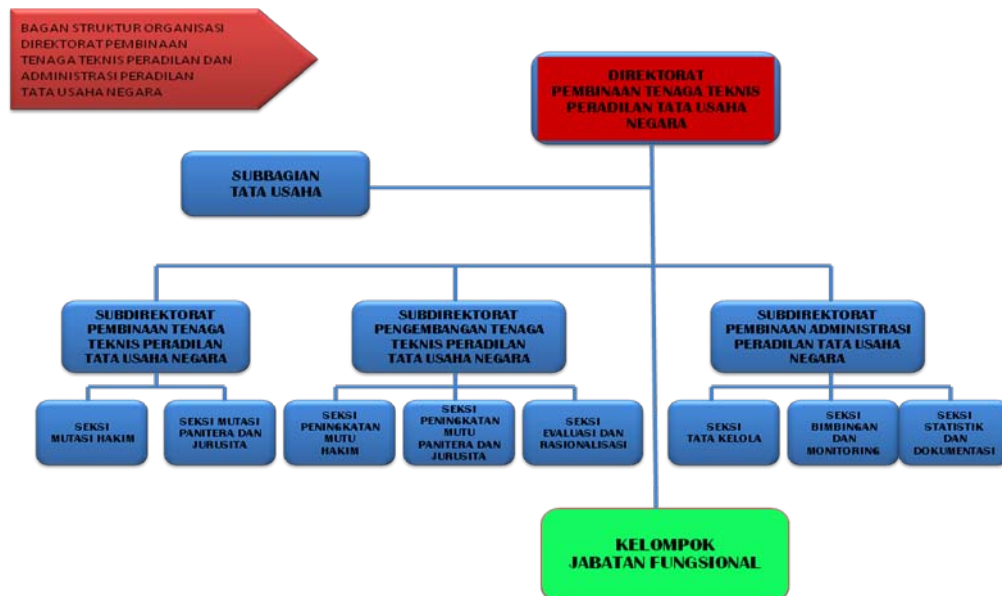 BAGAN STRUKTUR ORGANISASI
DIREKTORAT PEMBINAAN
TENAGA TEKNIS PERADILAN DAN
ADMINISTRASI PERADILAN
TATA USAHA NEGARA
DIREKTORAT
PEMBINAAN TENAGA TEKNIS
PERADILAN TATA USAHA
NEGARA
SUBBAGIAN
TATA USAHA
SUBDIREKTORAT
PEMBINAAN TENAGA
TEKNIS PERADILAN
TATA USAHA NEGARA
SUBDIREKTORAT
PENGEMBANGAN TENAGA
TEKNIS PERADILAN
TATA USAHA NEGARA
SUBDIREKTORAT
PEMBINAAN ADMINISTRASI
PERADILAN TATA USAHA
NEGARA
SEKSI
MUTASI HAKIM
SEKSI MUTASI
PANITERA DAN
JURUSITA
SEKSI
PENINGKATAN
MUTU
HAKIM
SEKSI
PENINGKATAN
MUTU
PANITERA DAN
JURUSITA
SEKSI
EVALUASI DAN
RASIONALISASI
SEKSI
TATA KELOLA
SEKSI
BIMBINGAN
DAN
MONITORING
SEKSI
STATISTIK
DAN
DOKUMENTASI
KELOMPOK
JABATAN FUNGSIONAL